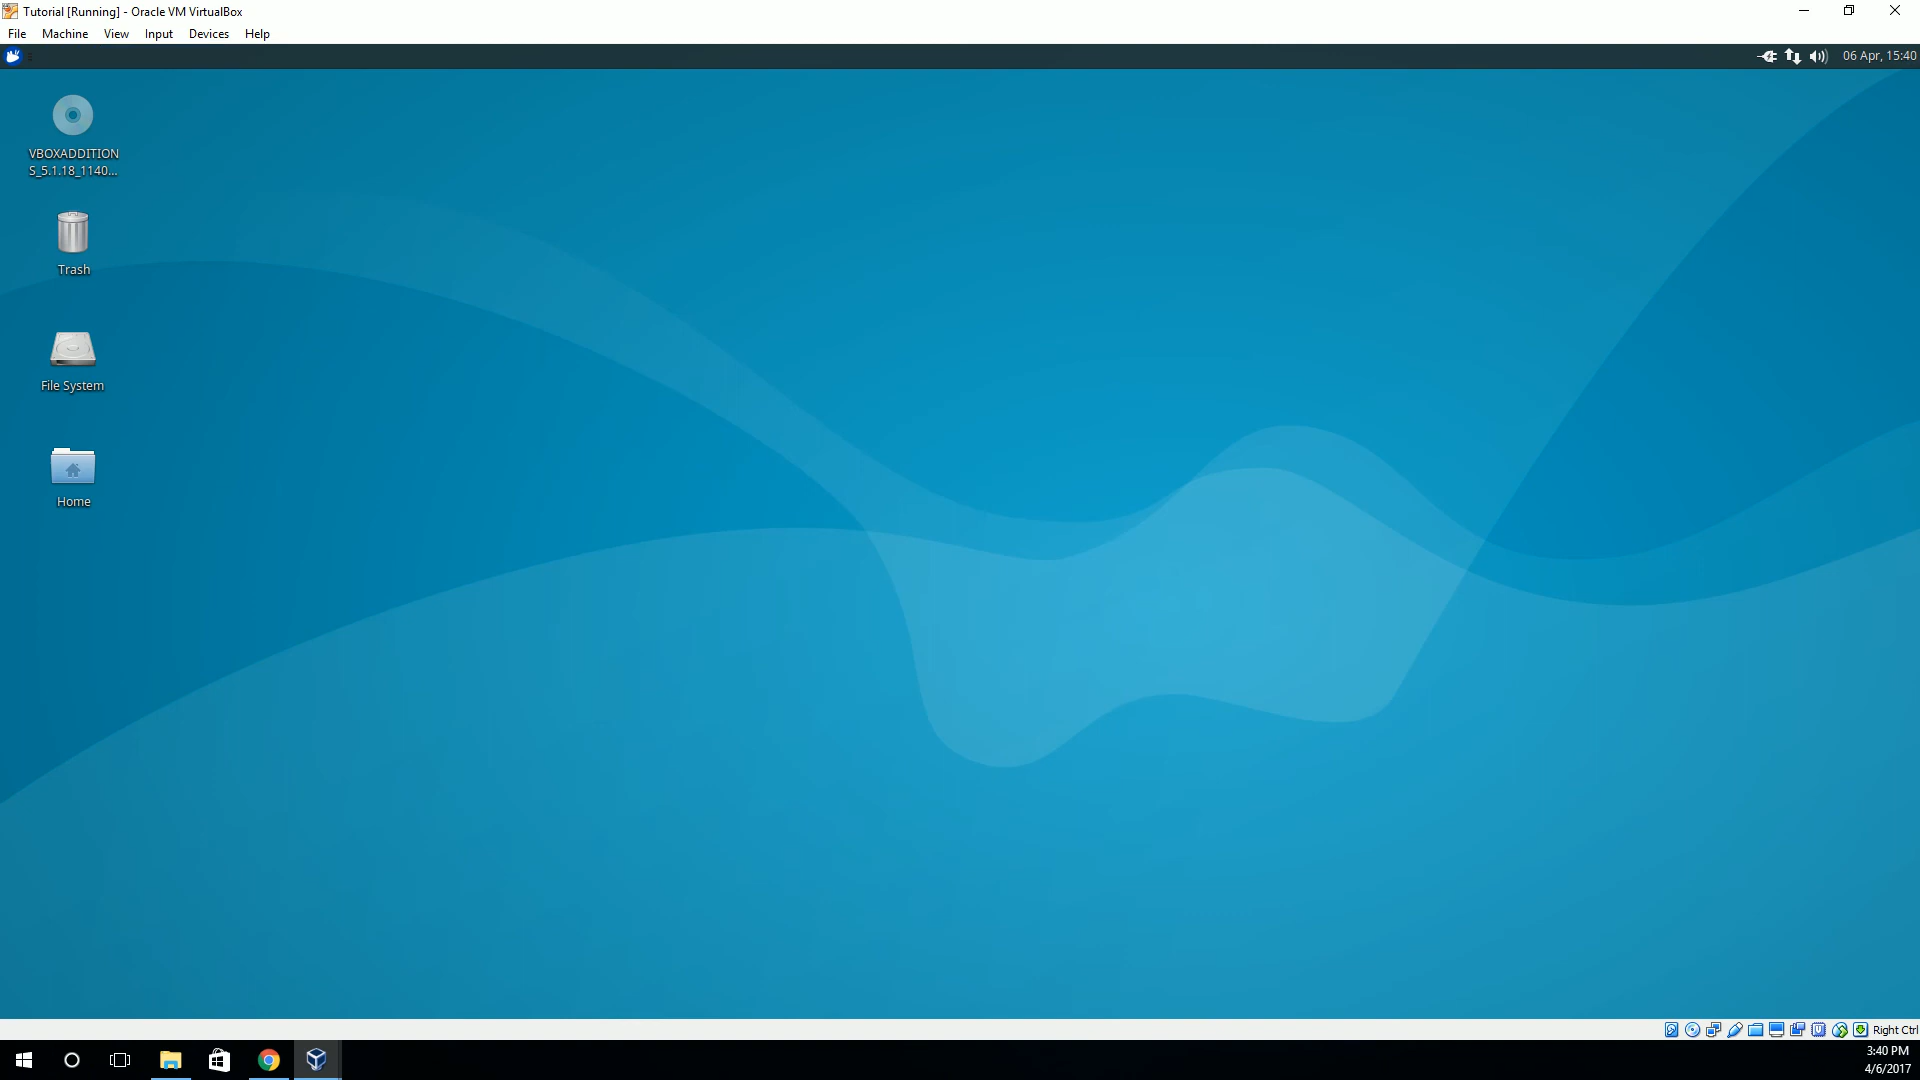 Tutorial [Running] - Oracle VM VirtualBox
File Machine View Input Devices Help
06 Apr, 15:40
VBOXADDITION
S_5.1.18_1140...
Trash
File System
Home
Right Ctrl
3:40 PM
4/6/2017